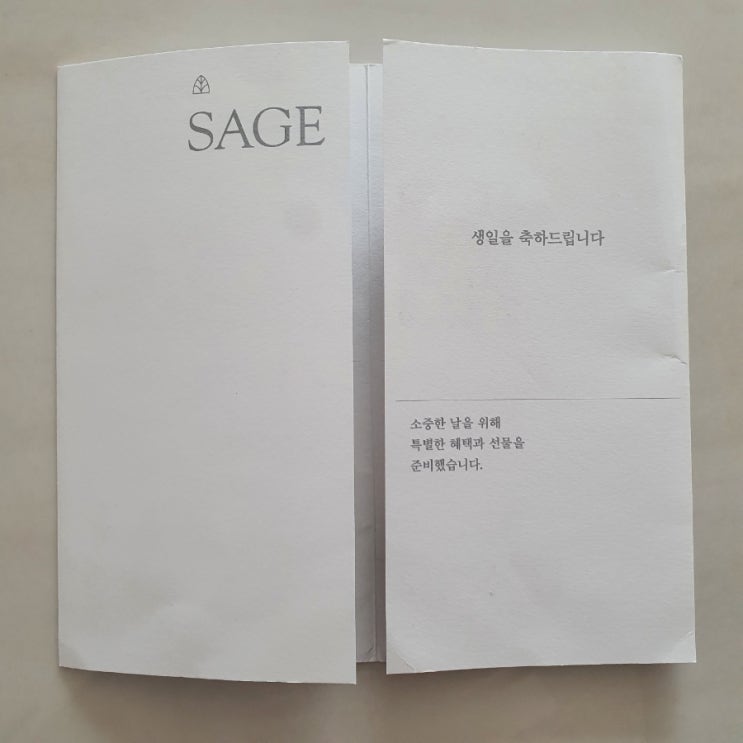 SAGE
생일을 축하드립니다
소중한 날을 위해
특별한 혜택과 선물을
준비했습니다.